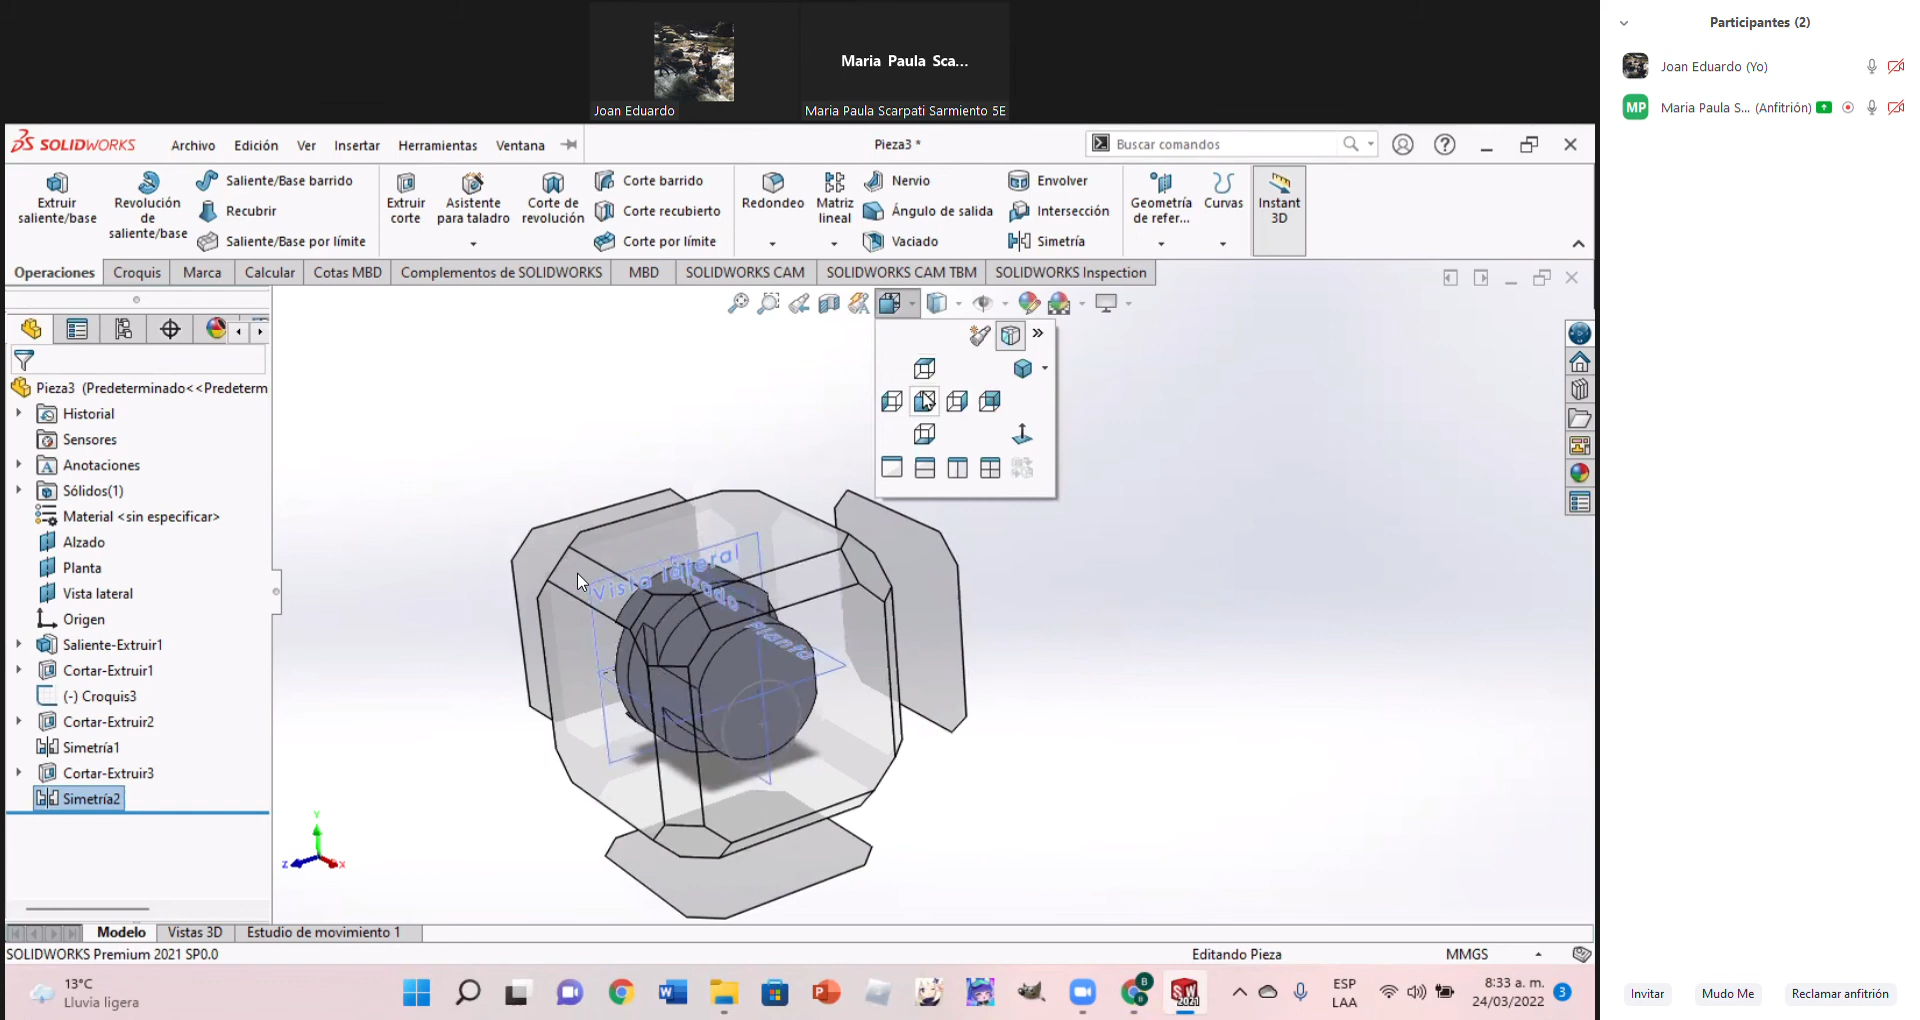 Maria Paula Sca...
Joan Eduardo
Maria Paula Scarpati Sarmiento 5E
Participantes (2)
Joan Eduardo (Yo)
MP
Maria Paula S... (Anfitrión)
SOLIDWORKS
Archivo
Edición
Ver
Insertar
Herramientas
Ventana
Pieza3 *
Buscar comandos
Extruir
saliente/base
Revolución
de
saliente/base
Saliente/Base barrido
Recubrir
Saliente/Base por límite
Extruir
corte
Asistente
para taladro
Corte de
revolución
Corte barrido
Corte recubierto
Corte por límite
Redondeo
Matriz
lineal
Nervio
Ángulo de salida
Vaciado
Envolver
Intersección
Simetría
Geometría
de refer...
Curvas
Instant
3D
Operaciones
Croquis
Marca
Calcular
Cotas MBD
Complementos de SOLIDWORKS
MBD
SOLIDWORKS CAM
SOLIDWORKS CAM TBM
SOLIDWORKS Inspection
Pieza3 (Predeterminado<<Predeterm
Historial
Sensores
Anotaciones
Sólidos(1)
Material <sin especificar>
Alzado
Planta
Vista lateral
Origen
Saliente-Extruir1
Cortar-Extruir1
(-) Croquis3
Cortar-Extruir2
Simetría1
Cortar-Extruir3
Simetría2
Vista lateral
Alzado
Planta
Y
Z
X
Modelo
Vistas 3D
Estudio de movimiento 1
SOLIDWORKS Premium 2021 SP0.0
Editando Pieza
MMGS
13°C
Lluvia ligera
ESP
LAA
8:33 a. m.
24/03/2022
3
Invitar
Mudo Me
Reclamar anfitrión